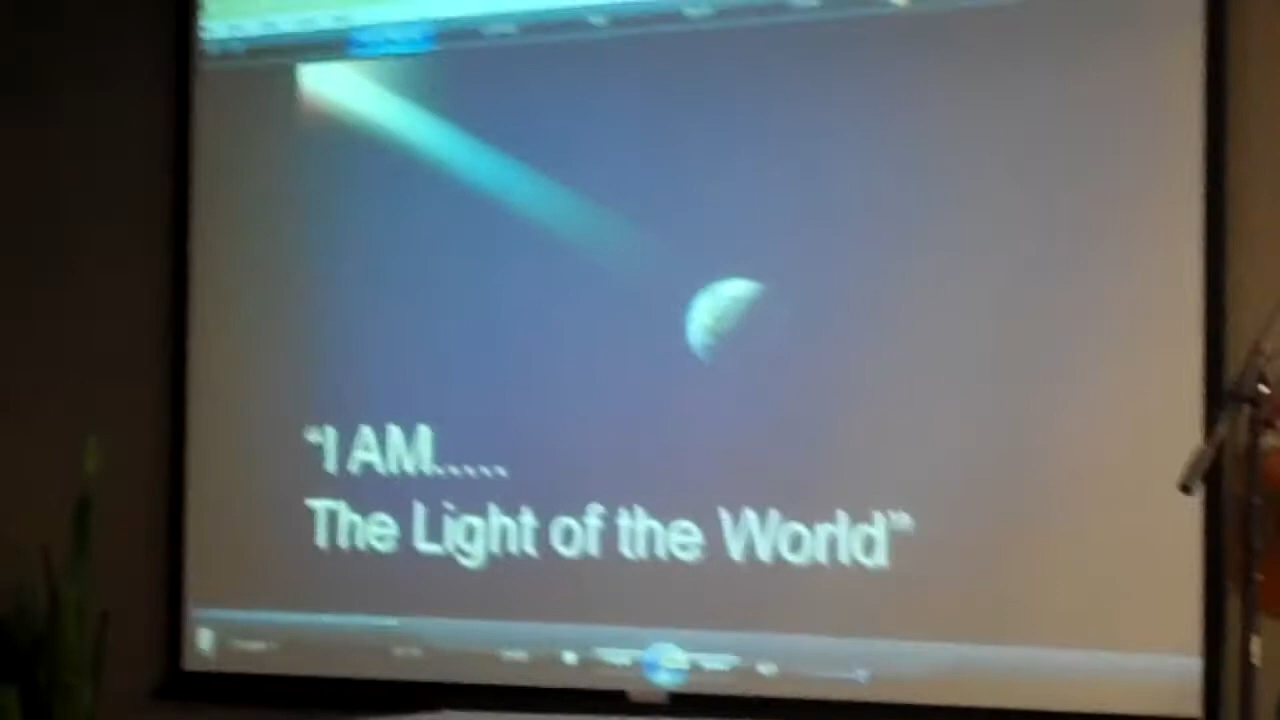 “I AM.....
The Light of the World”